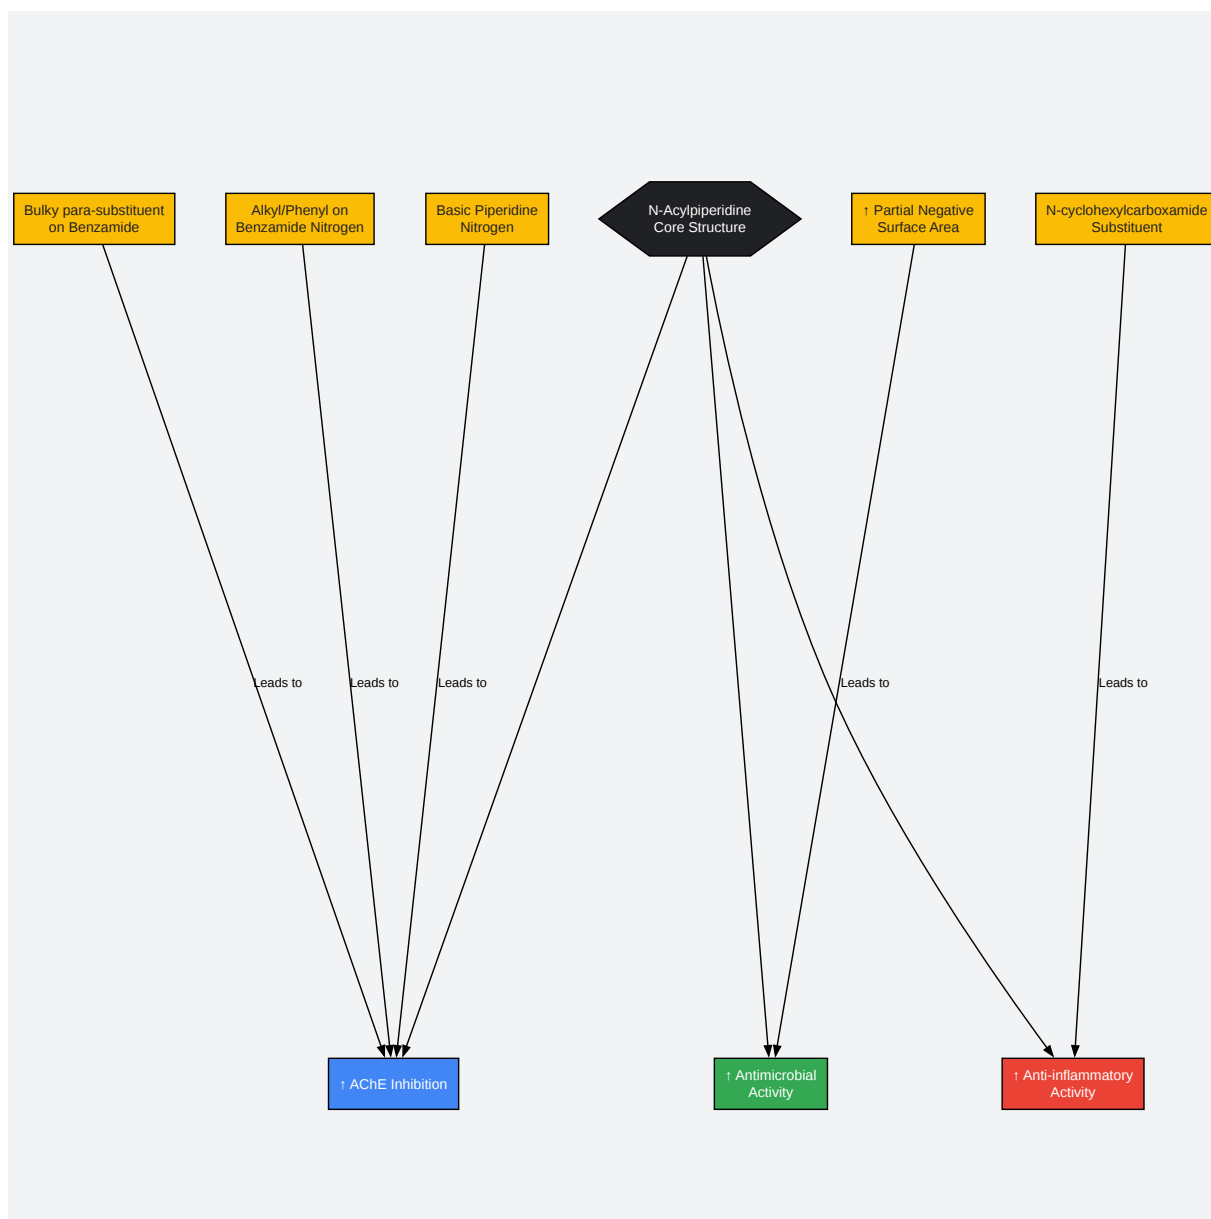 Bulky para-substituent
on Benzamide
Alkyl/Phenyl on
Benzamide Nitrogen
Basic Piperidine
Nitrogen
N-Acylpiperidine
Core Structure
↑ Partial Negative
Surface Area
N-cyclohexylcarboxamide
Substituent
Leads to
Leads to
Leads to
Leads to
Leads to
↑ AChE Inhibition
↑ Antimicrobial
Activity
↑ Anti-inflammatory
Activity